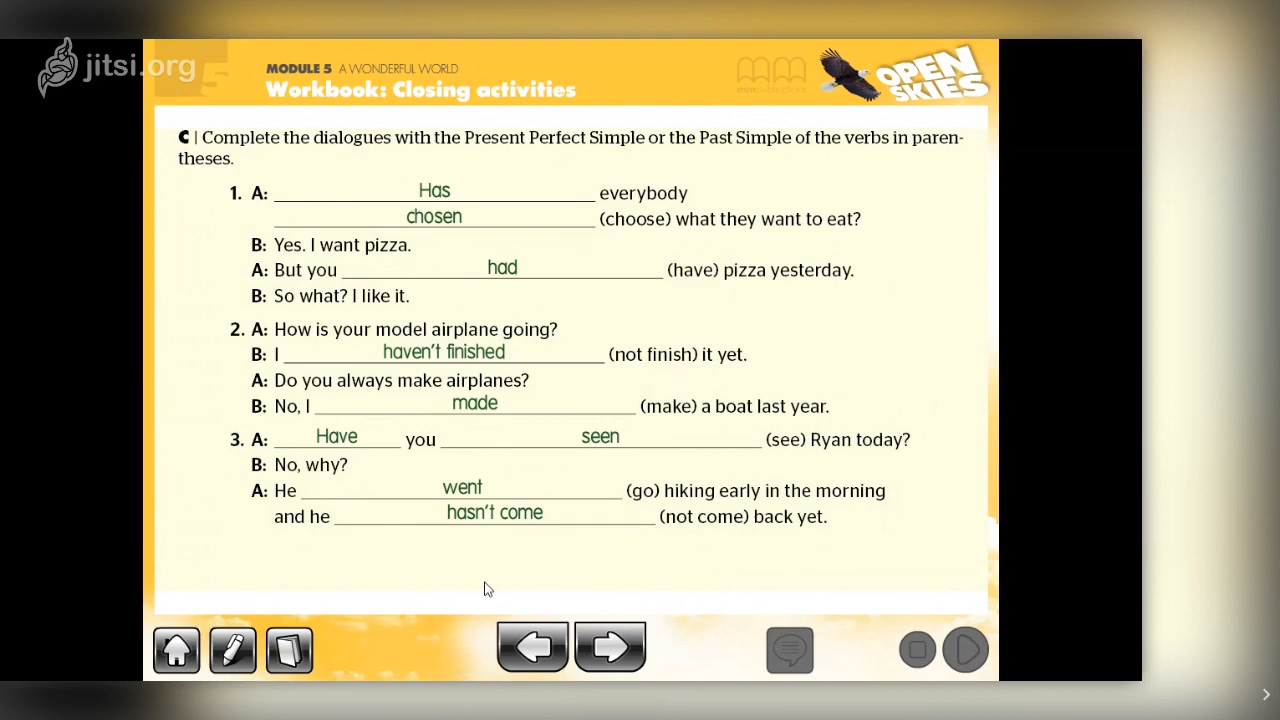 jitsi.org
MODULE 5 A WONDERFUL WORLD
Workbook: Closing activities
mm publications
OPEN
SKIES
5
C | Complete the dialogues with the Present Perfect Simple or the Past Simple of the verbs in paren-
theses.
1. A: Has everybody
chosen (choose) what they want to eat?
B: Yes. I want pizza.
A: But you had (have) pizza yesterday.
B: So what? I like it.
2. A: How is your model airplane going?
B: I haven't finished (not finish) it yet.
A: Do you always make airplanes?
B: No, I made (make) a boat last year.
3. A: Have you seen (see) Ryan today?
B: No, why?
A: He went (go) hiking early in the morning
and he hasn't come (not come) back yet.